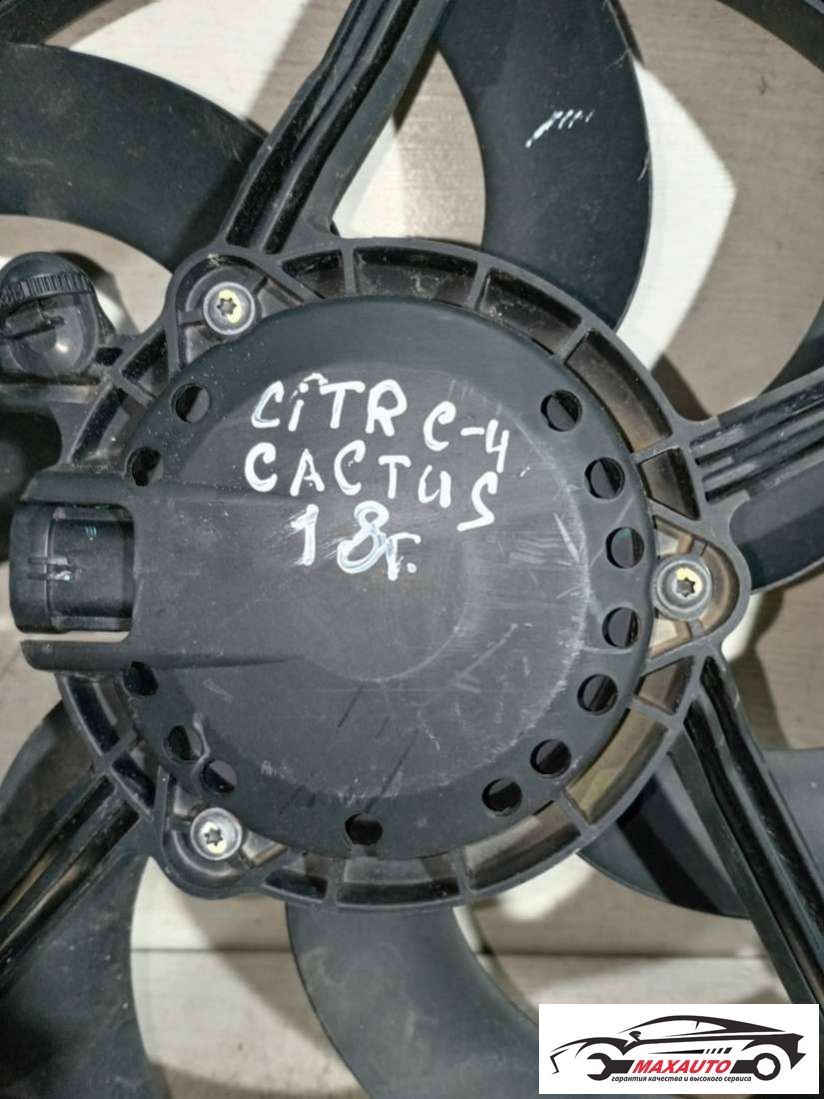 CITR C-4
CACTUS
18г.
MAXAUTO
гарантия качества и высокого сервиса